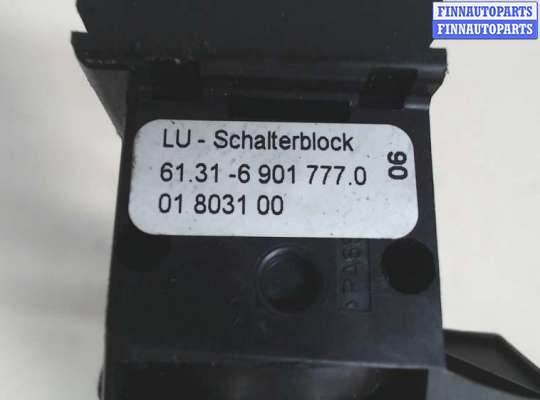 FINNAUTOPARTS
FINNAUTOPARTS
LU - Schalterblock
61.31 -6 901 777.0
01 8031 00
06